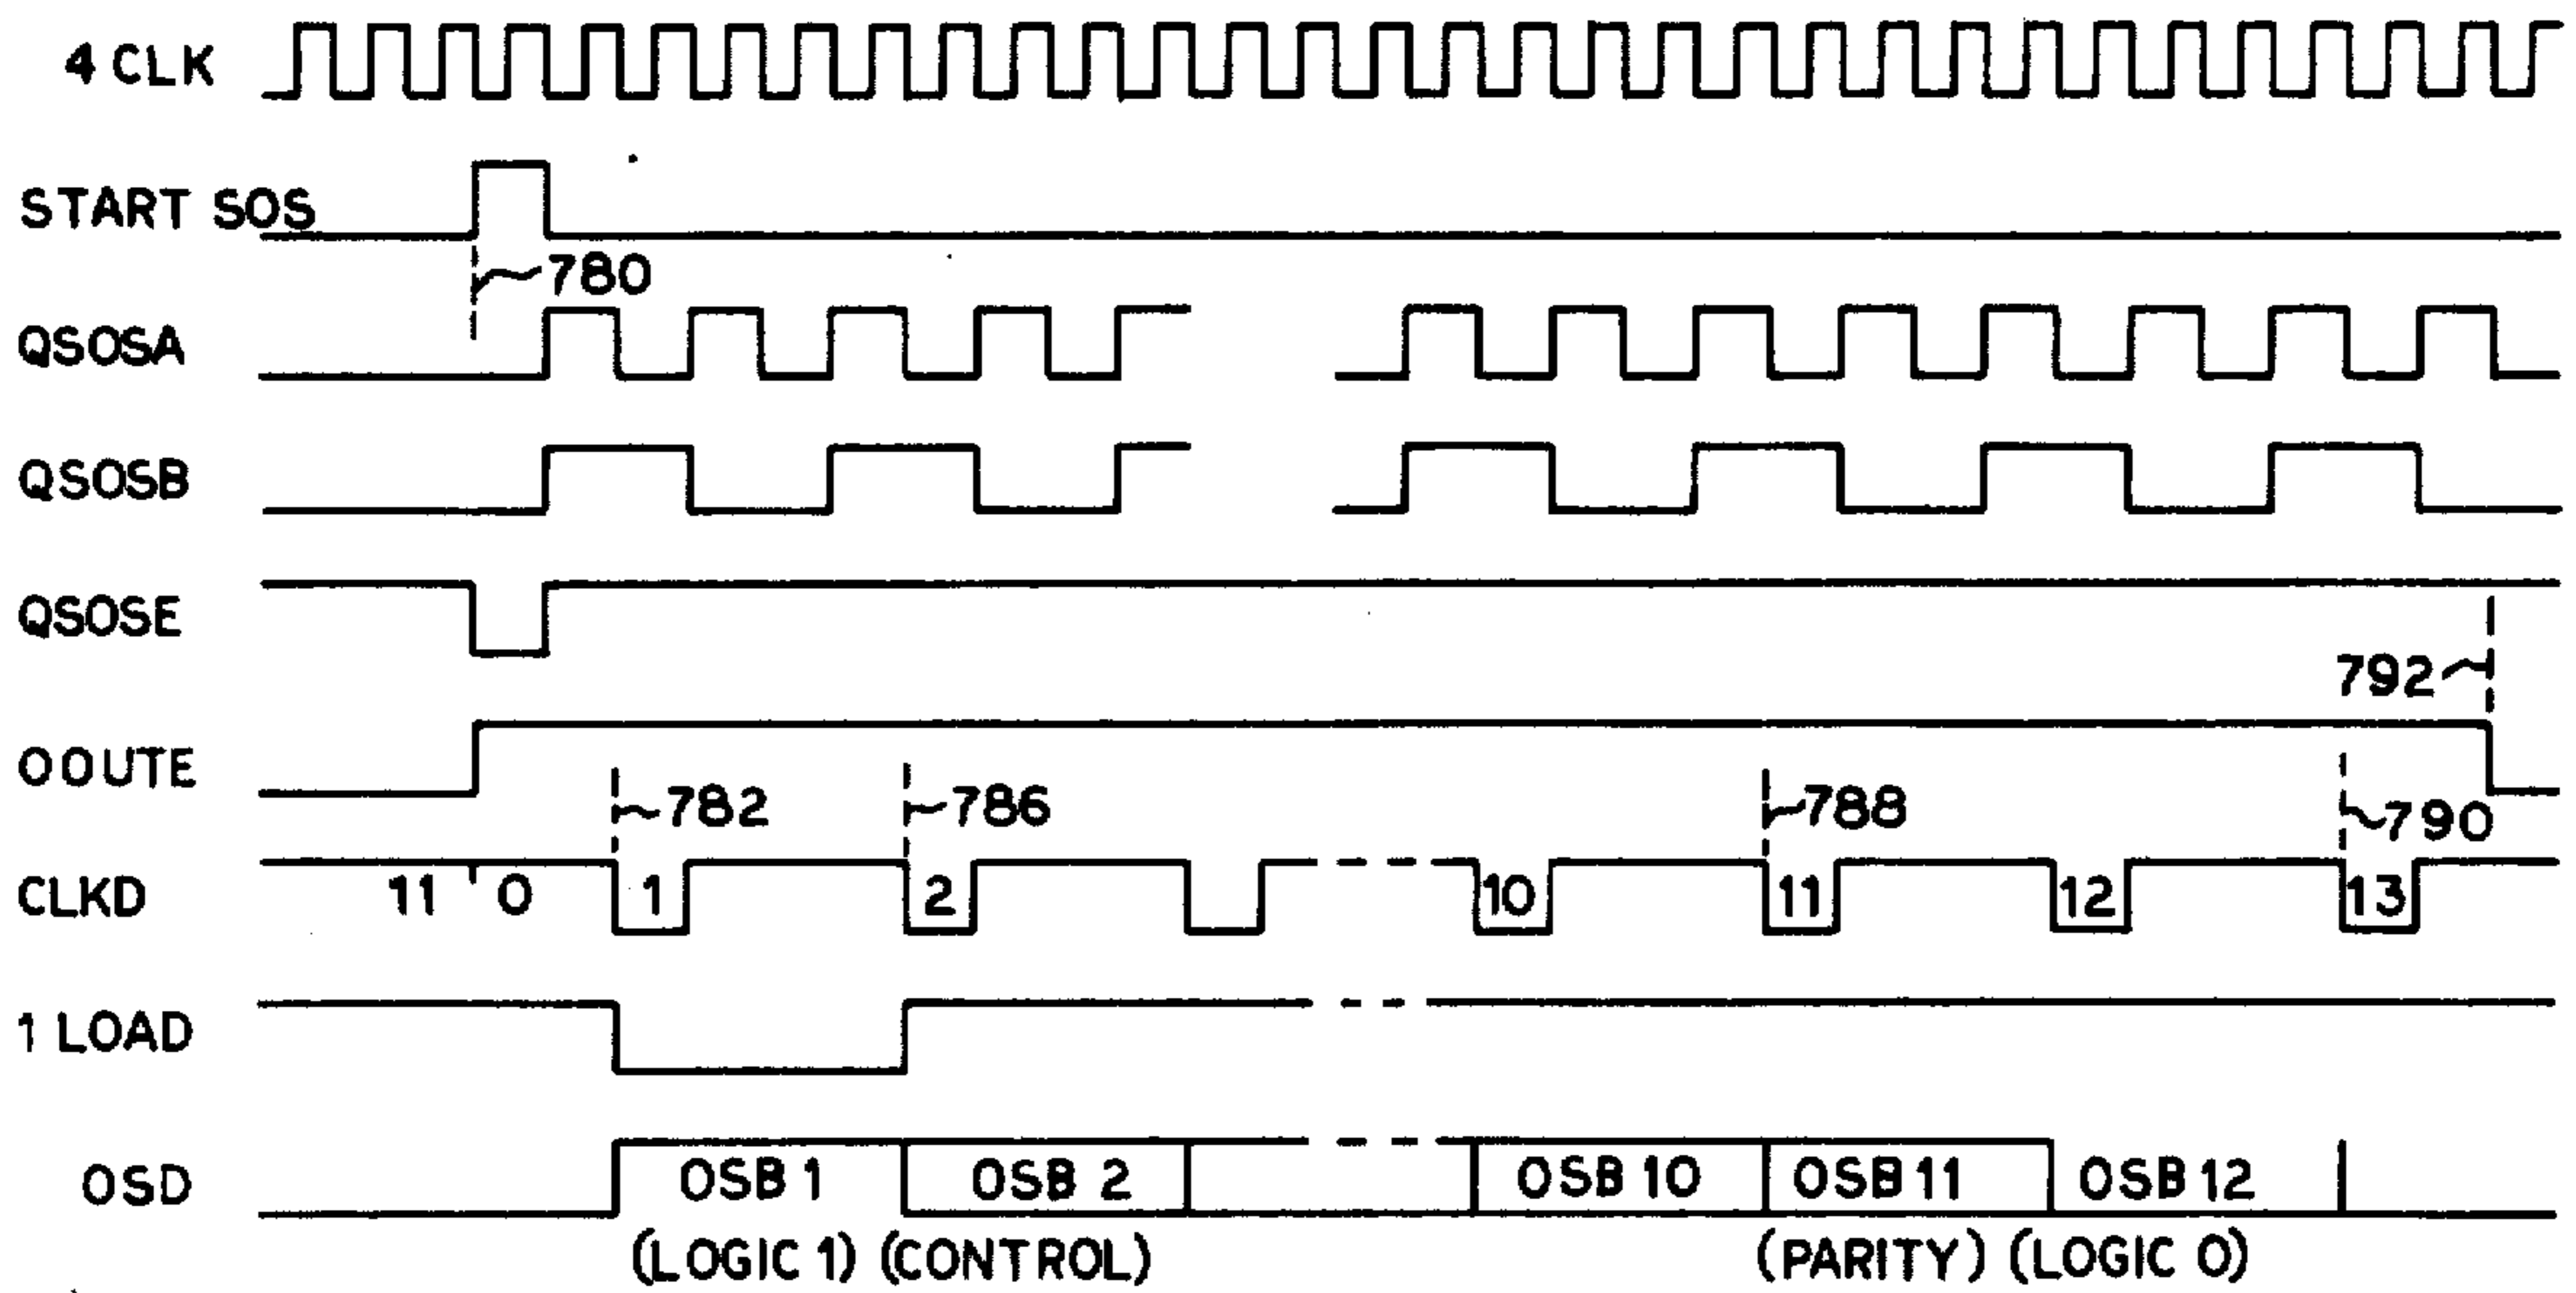 4 CLK
START SOS
780
QSOSA
QSOSB
QSOSE
792
OOUTE
782 786 788 790
CLKD 11 0 1 2 10 11 12 13
1 LOAD
OSD OSB 1 OSB 2 OSB 10 OSB 11 OSB 12
(LOGIC 1) (CONTROL) (PARITY) (LOGIC 0)